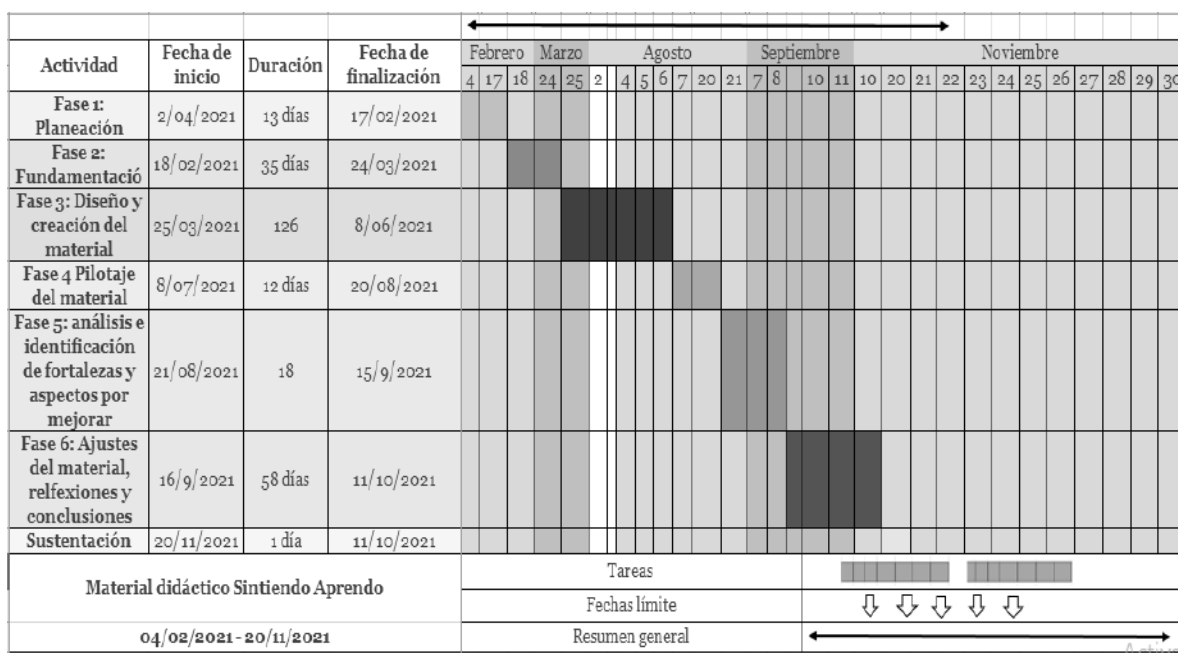 Febrero Marzo Agosto Septiembre Noviembre
Actividad Fecha de inicio Duración Fecha de finalización
4 17 18 24 25 2 4 5 6 7 20 21 7 8 10 11 10 20 21 22 23 24 25 26 27 28 29 30
Fase 1:
Planeación
2/04/2021 13 días 17/02/2021
Fase 2:
Fundamentació
18/02/2021 35 días 24/03/2021
Fase 3: Diseño y
creación del
material
25/03/2021 126 8/06/2021
Fase 4 Pilotaje
del material
8/07/2021 12 días 20/08/2021
Fase 5: análisis e
identificación
de fortalezas y
aspectos por
mejorar
21/08/2021 18 15/9/2021
Fase 6: Ajustes
del material,
relfexiones y
conclusiones
16/9/2021 58 días 11/10/2021
Sustentación 20/11/2021 1 día 11/10/2021
Material didáctico Sintiendo Aprendo
04/02/2021 - 20/11/2021
Tareas
Fechas límite
Resumen general